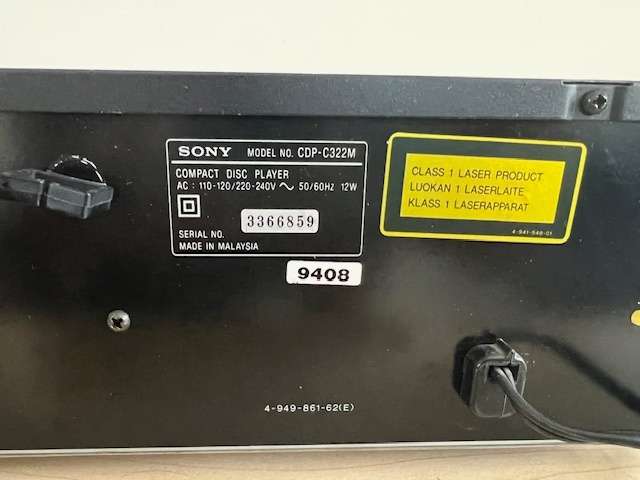 SONY MODEL NO. CDP-C322M
COMPACT DISC PLAYER
AC : 110-120/220-240V ～ 50/60Hz 12W
3366859
SERIAL NO.
MADE IN MALAYSIA
9408
CLASS 1 LASER PRODUCT
LUOKAN 1 LASERLAITE
KLASS 1 LASERAPPARAT
4-941-548-01
4-949-861-62(E)